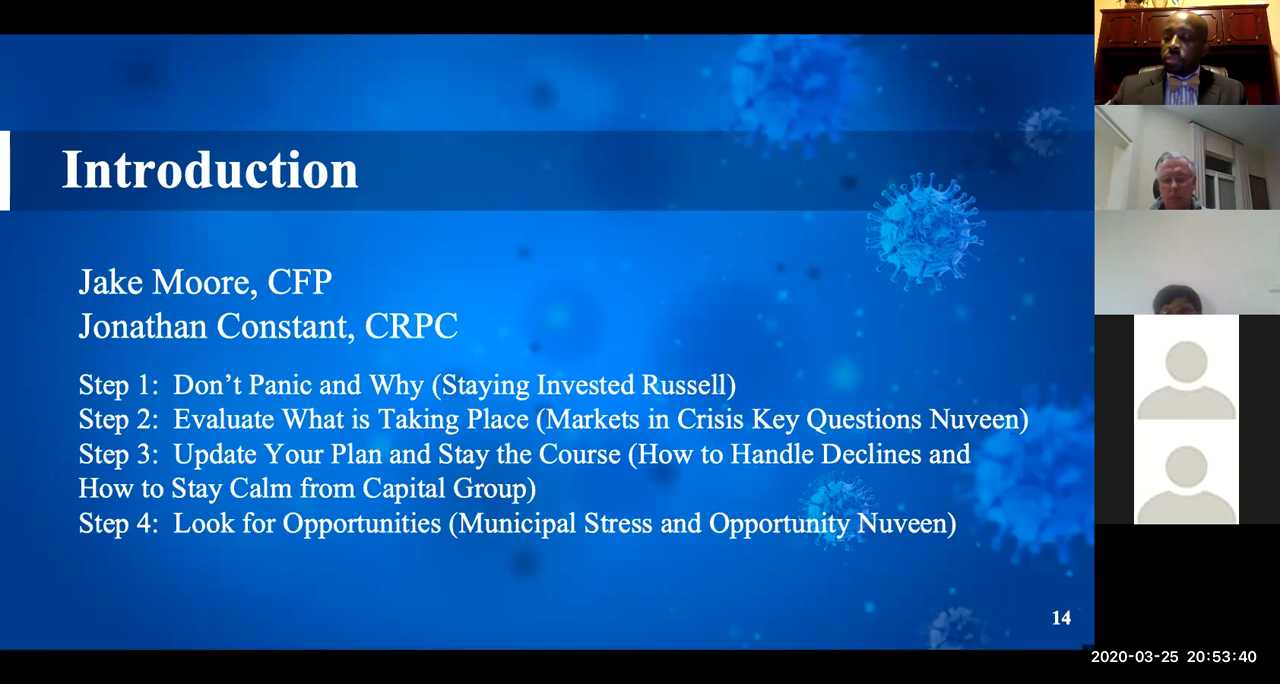 Introduction
Jake Moore, CFP
Jonathan Constant, CRPC
Step 1:  Don’t Panic and Why (Staying Invested Russell)
Step 2:  Evaluate What is Taking Place (Markets in Crisis Key Questions Nuveen)
Step 3:  Update Your Plan and Stay the Course (How to Handle Declines and
How to Stay Calm from Capital Group)
Step 4:  Look for Opportunities (Municipal Stress and Opportunity Nuveen)
14
2020-03-25 20:53:40